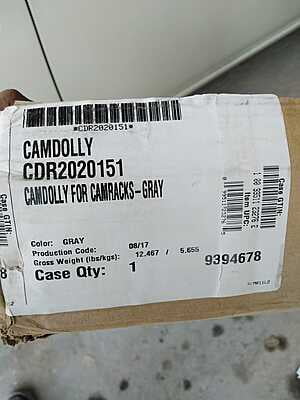 *CDR2020151*
CAMDOLLY
CDR2020151
CAMDOLLY FOR CAMRACKS-GRAY
Color: GRAY
Production Code: 08/17
Gross Weight (lbs/kgs): 12.467 / 5.655
Case Qty: 1
9394678
Case GTIN:
Item UPC: